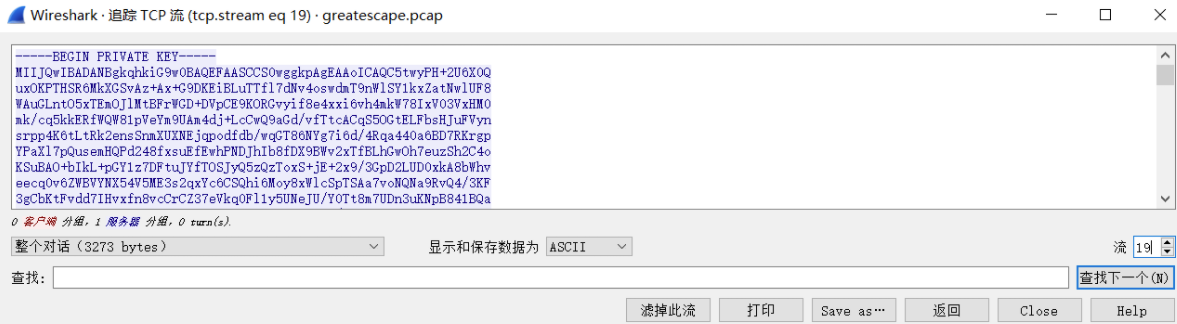 Wireshark · 追踪 TCP 流 (tcp.stream eq 19) · greatescape.pcap
-----BEGIN PRIVATE KEY-----
MIIJQwIBADANBgkqhkiG9w0BAQEFAASCCS0wggkpAgEAAoICAQC5twyPH+2U6X0Q
uxOKPTHSR6MkXGSvAz+Ax+G9DKEiBLuTTfl7dNv4oswdmT9nWlSY1kxZatNwlUF8
WAuGLntO5xTEmOJlMtBFrWGD+DVpCE9KORGvyif8e4xxi6vh4mkW78IxV03VxHM0
mk/cq5kkERfWQW81pVeYm9UAm4dj+LcCwQ9aGd/vfTtcACqS5OGtELFbsHJuFVyn
srpp4K6tLtRk2ensSnmXUXNEjqpodfdb/wqGT86NYg7i6d/4Rqa440a6BD7RKrgp
YPaXl7pQusemHQPd248fxsuEfEwhPNDJhIb8fDX9BWv2xTfBLhGwOh7euzSh2C4o
KSuBAO+bIkL+pGY1z7DFtuJYfTOSJyQ5zQzToxS+jE+2x9/3GpD2LUD0xkA8bWhv
eecq0v6ZWBVYNX54V5ME3s2qxYc6CSQhi6Moy8xWlcSpTSAa7voNQNa9RvQ4/3KF
3gCbKtFvdd7IHvxfn8vcCrCZ37eVkq0Fl1y5UNeJU/YOTt8m7UDn3uKNpB841BQa
0 客户端 分组, 1 服务器 分组, 0 turn(s).
整个对话（3273 bytes） 显示和保存数据为 ASCII 流 19
查找: 查找下一个(N)
滤掉此流 打印 Save as… 返回 Close Help